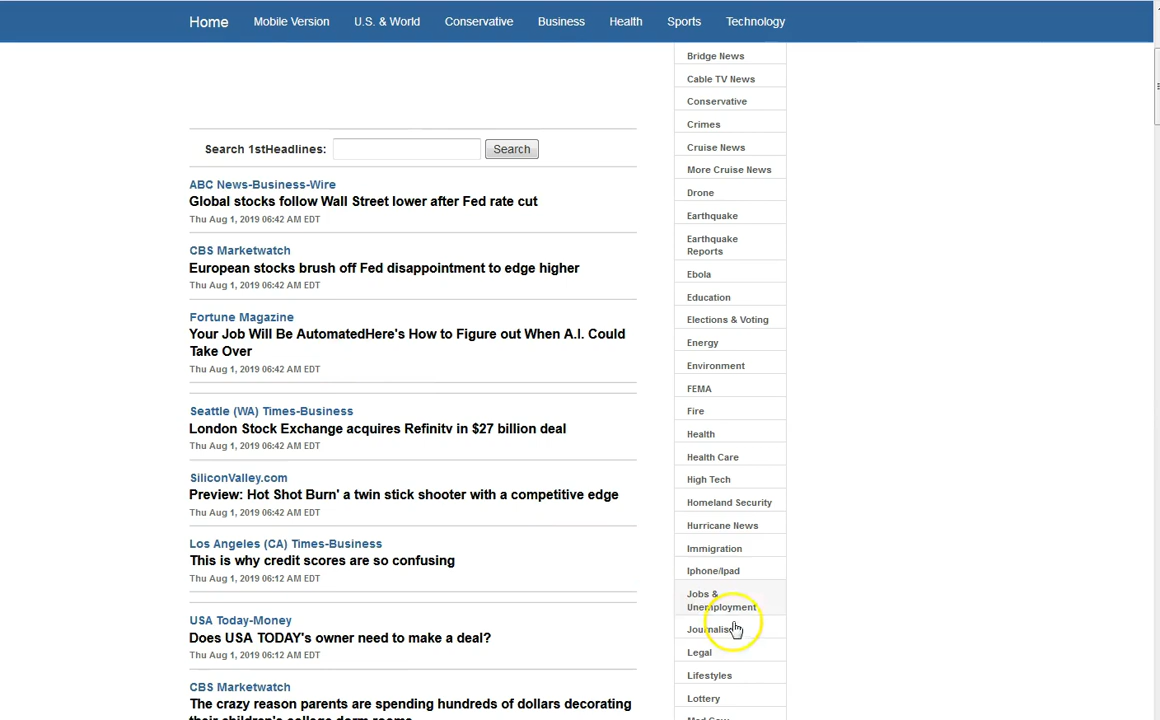 Home Mobile Version U.S. & World Conservative Business Health Sports Technology
Search 1stHeadlines: Search
ABC News-Business-Wire
Global stocks follow Wall Street lower after Fed rate cut
Thu Aug 1, 2019 06:42 AM EDT
CBS Marketwatch
European stocks brush off Fed disappointment to edge higher
Thu Aug 1, 2019 06:42 AM EDT
Fortune Magazine
Your Job Will Be AutomatedHere's How to Figure out When A.I. Could
Take Over
Thu Aug 1, 2019 06:42 AM EDT
Seattle (WA) Times-Business
London Stock Exchange acquires Refinitv in $27 billion deal
Thu Aug 1, 2019 06:42 AM EDT
SiliconValley.com
Preview: Hot Shot Burn' a twin stick shooter with a competitive edge
Thu Aug 1, 2019 06:42 AM EDT
Los Angeles (CA) Times-Business
This is why credit scores are so confusing
Thu Aug 1, 2019 06:12 AM EDT
USA Today-Money
Does USA TODAY's owner need to make a deal?
Thu Aug 1, 2019 06:12 AM EDT
CBS Marketwatch
The crazy reason parents are spending hundreds of dollars decorating
their children's college dorm rooms
Bridge News
Cable TV News
Conservative
Crimes
Cruise News
More Cruise News
Drone
Earthquake
Earthquake
Reports
Ebola
Education
Elections & Voting
Energy
Environment
FEMA
Fire
Health
Health Care
High Tech
Homeland Security
Hurricane News
Immigration
Iphone/Ipad
Jobs &
Unemployment
Journalism
Legal
Lifestyles
Lottery
Mad Cow